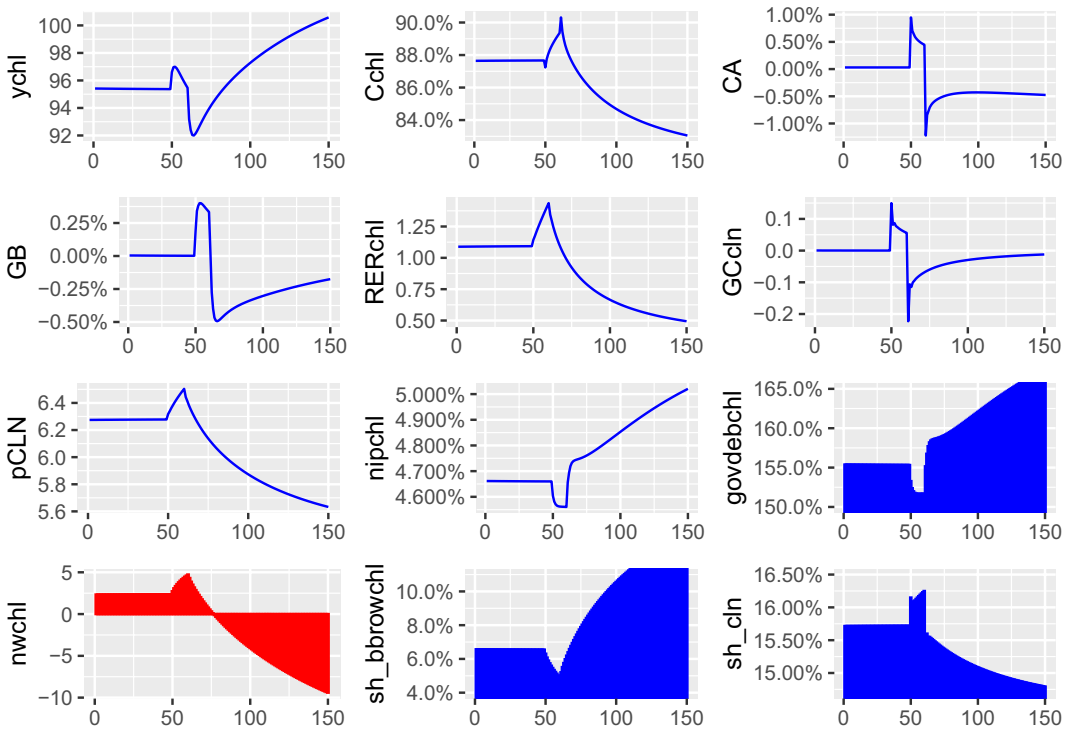 ychl
100
98
96
94
92
0 50 100 150
Cchl
90.0%
88.0%
86.0%
84.0%
0 50 100 150
CA
1.00%
0.50%
0.00%
−0.50%
−1.00%
0 50 100 150
GB
0.25%
0.00%
−0.25%
−0.50%
0 50 100 150
RERchl
1.25
1.00
0.75
0.50
0 50 100 150
GCcln
0.1
0.0
−0.1
−0.2
0 50 100 150
pCLN
6.4
6.2
6.0
5.8
5.6
0 50 100 150
nipchl
5.000%
4.900%
4.800%
4.700%
4.600%
0 50 100 150
govdebchl
165.0%
160.0%
155.0%
150.0%
0 50 100 150
nwchl
5
0
−5
−10
0 50 100 150
sh_bbrowchl
10.0%
8.0%
6.0%
4.0%
0 50 100 150
sh_cln
16.50%
16.00%
15.50%
15.00%
0 50 100 150